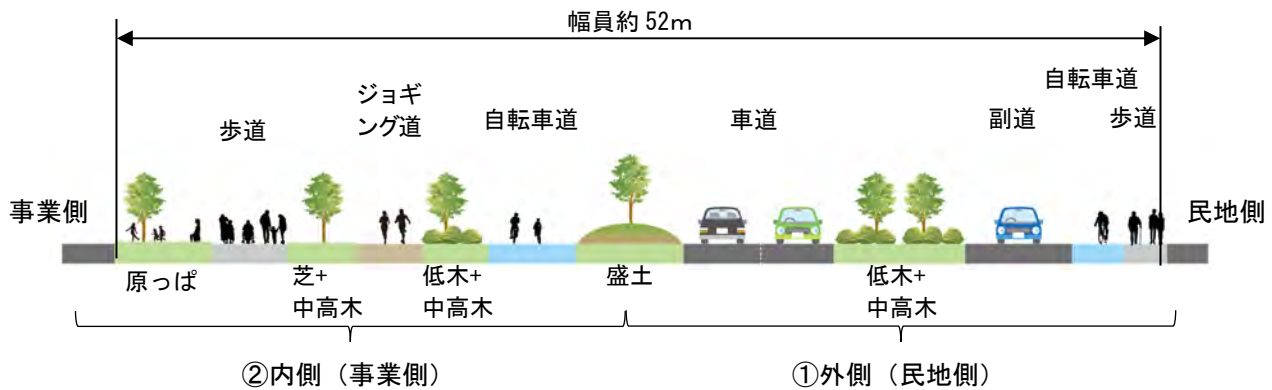 幅員約 52m
自転車道
ジョギ
ング道
歩道
自転車道
車道
副道
歩道
事業側
民地側
原っぱ
芝+
中高木
低木+
中高木
盛土
低木+
中高木
②内側（事業側）
①外側（民地側）